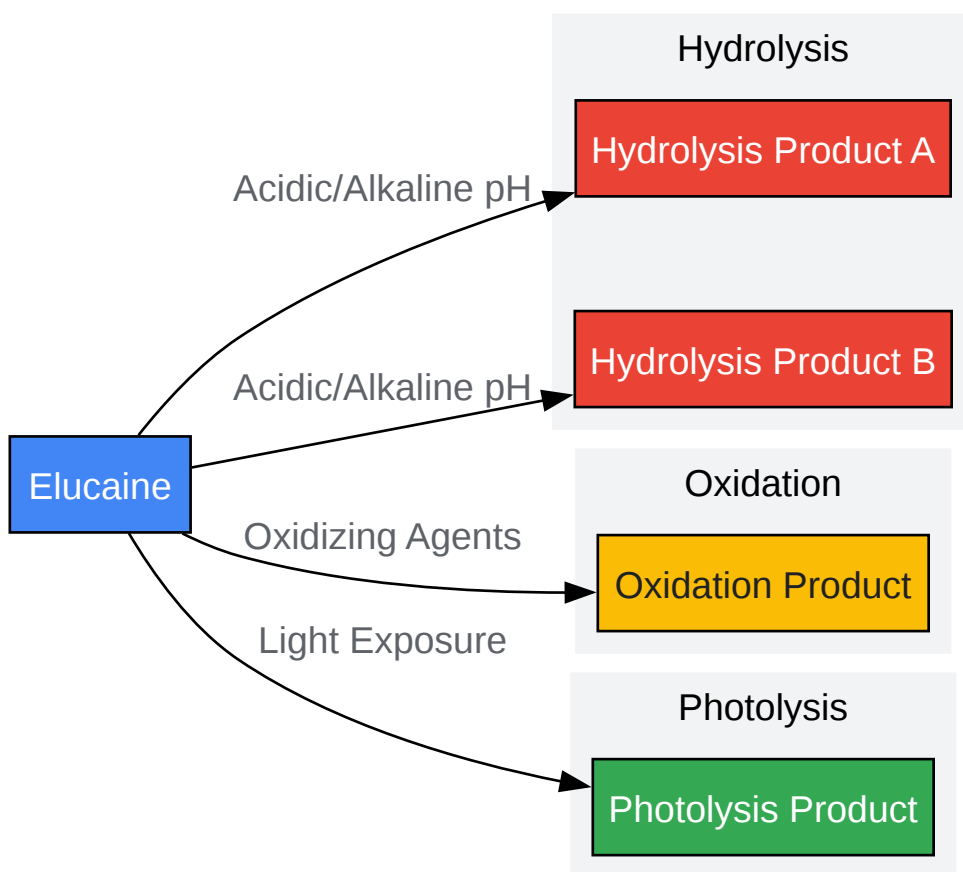 Hydrolysis
Hydrolysis Product A
Acidic/Alkaline pH
Hydrolysis Product B
Acidic/Alkaline pH
Elucaine
Oxidation
Oxidizing Agents
Oxidation Product
Light Exposure
Photolysis
Photolysis Product